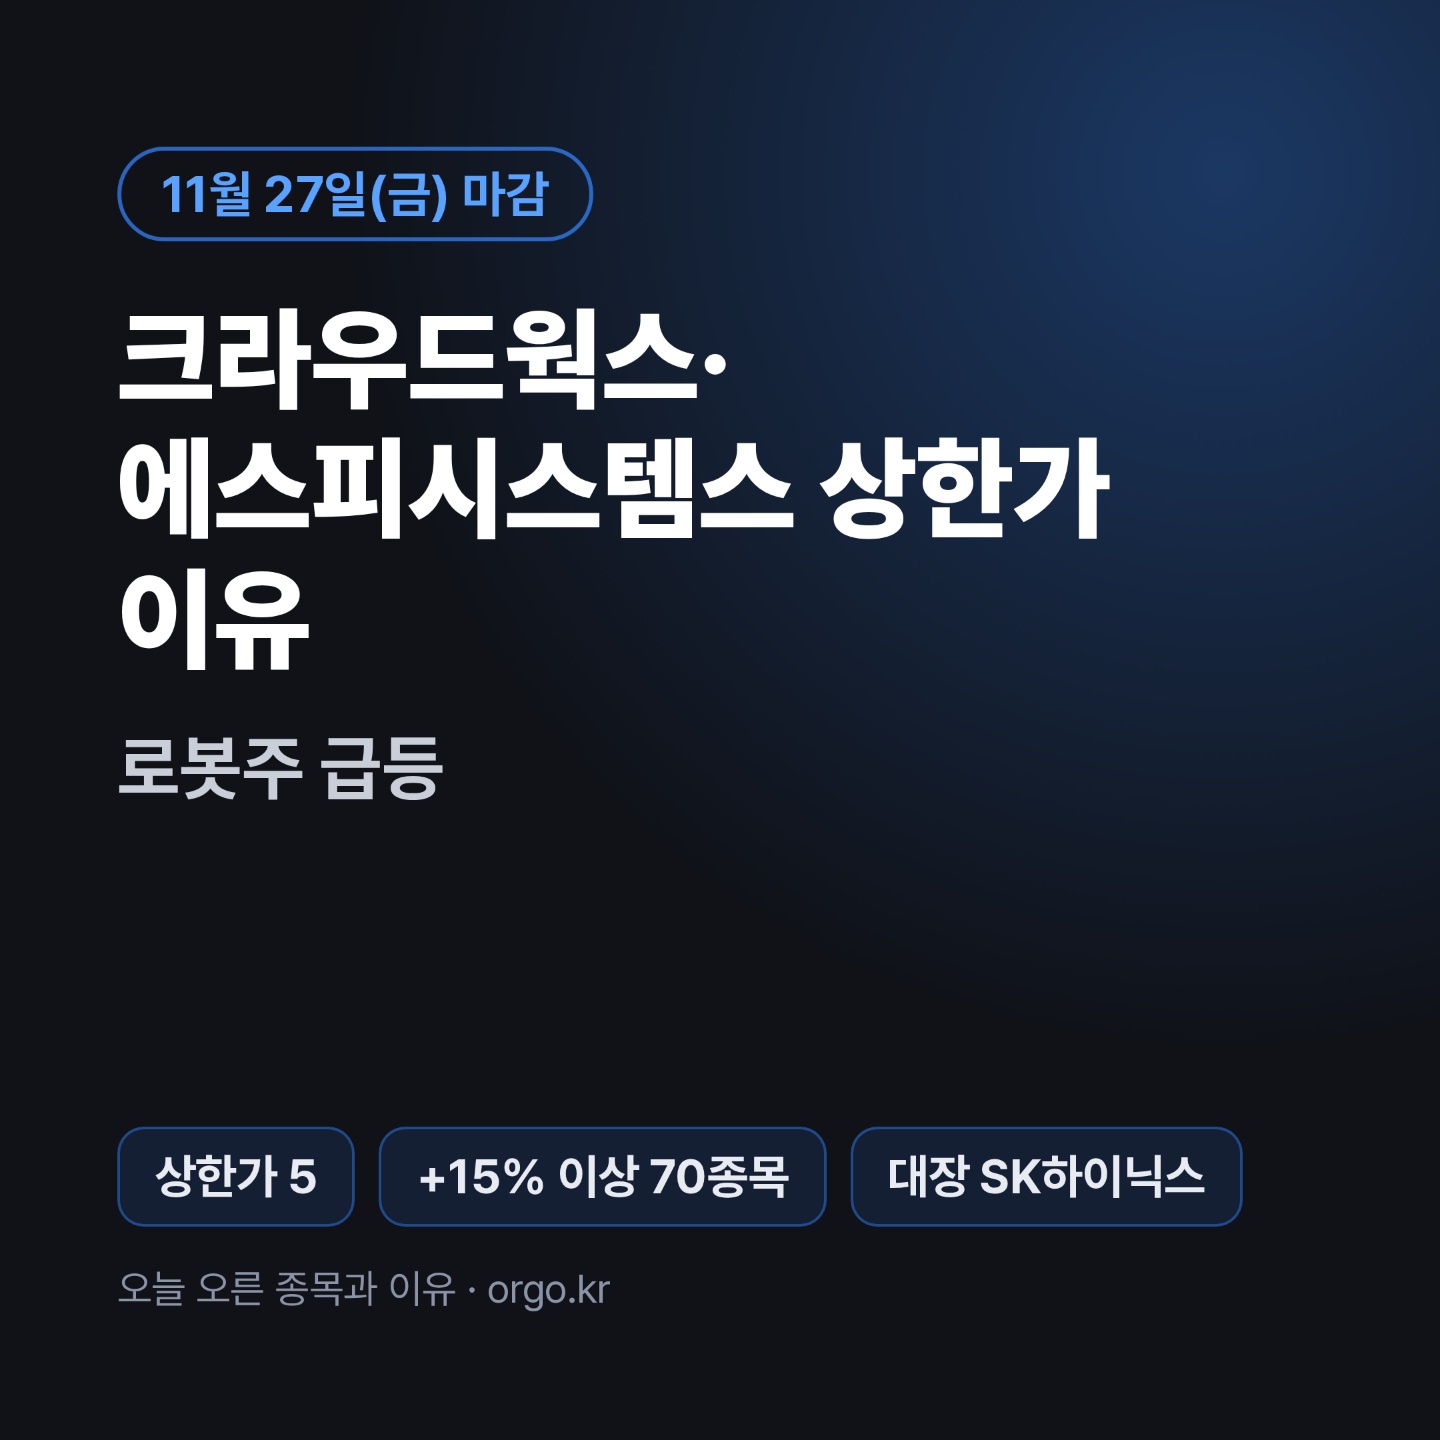 11월 27일(금) 마감
크라우드웍스·
에스피시스템스 상한가
이유
로봇주 급등
상한가 5
+15% 이상 70종목
대장 SK하이닉스
오늘 오른 종목과 이유 · orgo.kr